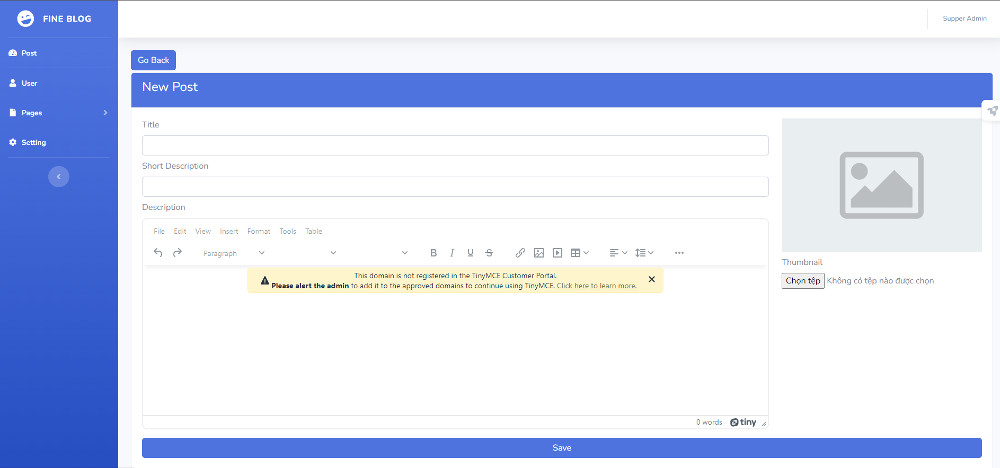 FINE BLOG
Supper Admin
Post
User
Pages
Setting
Go Back
New Post
Title
Short Description
Description
File Edit View Insert Format Tools Table
Paragraph
B I U S
This domain is not registered in the TinyMCE Customer Portal.
Please alert the admin to add it to the approved domains to continue using TinyMCE. Click here to learn more.
0 words tiny
Thumbnail
Chọn tệp Không có tệp nào được chọn
Save